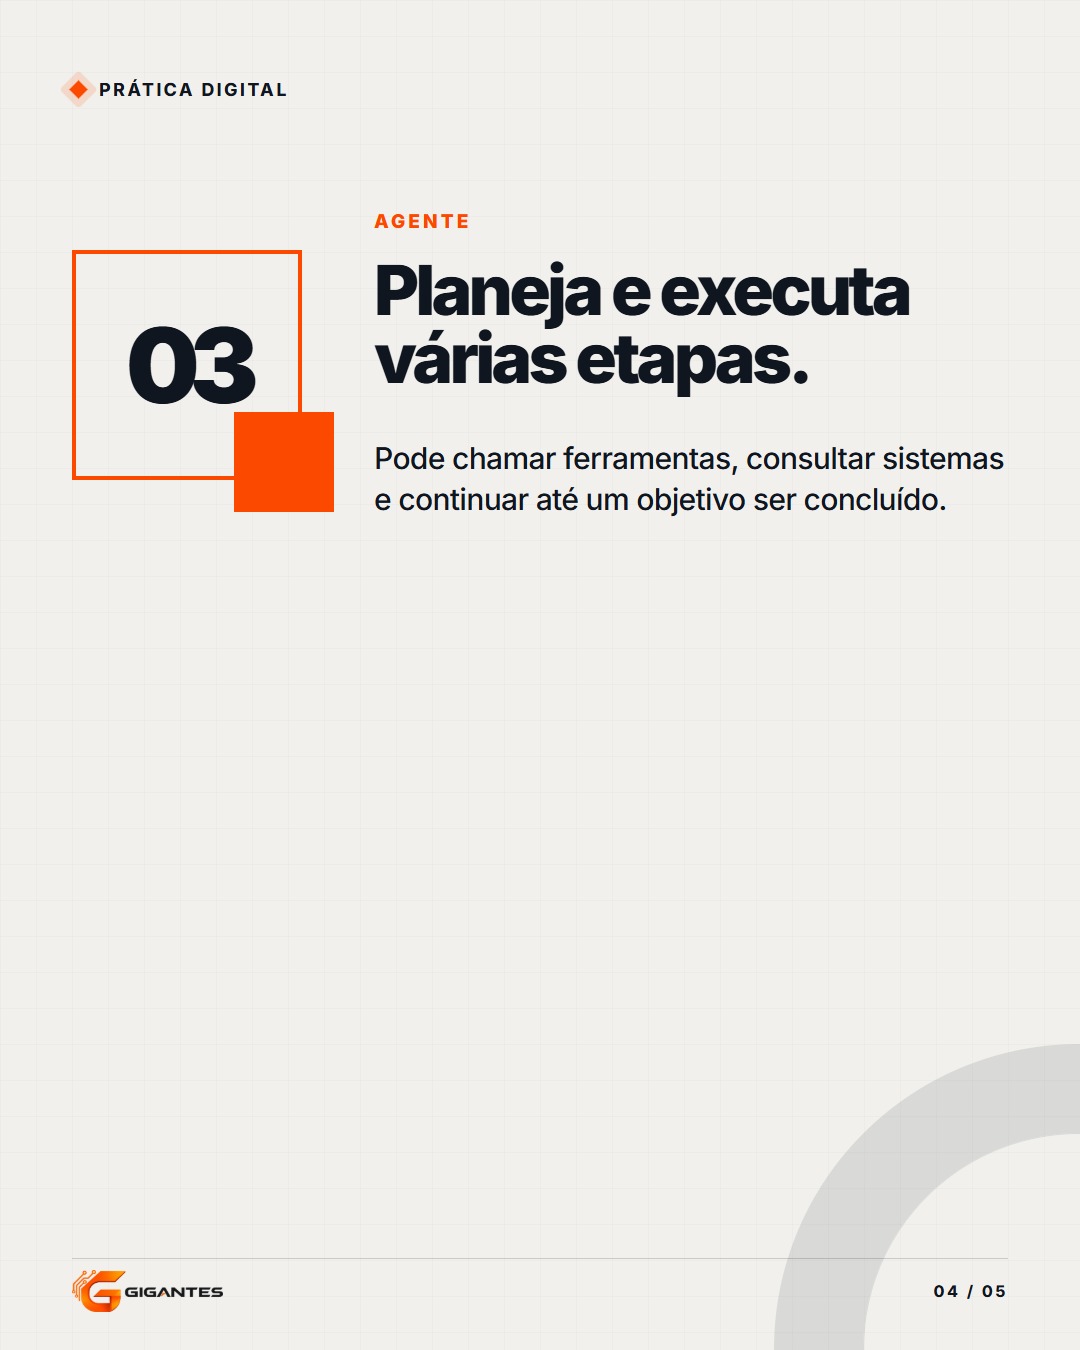 PRÁTICA DIGITAL
AGENTE
03
Planeja e executa
várias etapas.
Pode chamar ferramentas, consultar sistemas
e continuar até um objetivo ser concluído.
GIGANTES
04 / 05